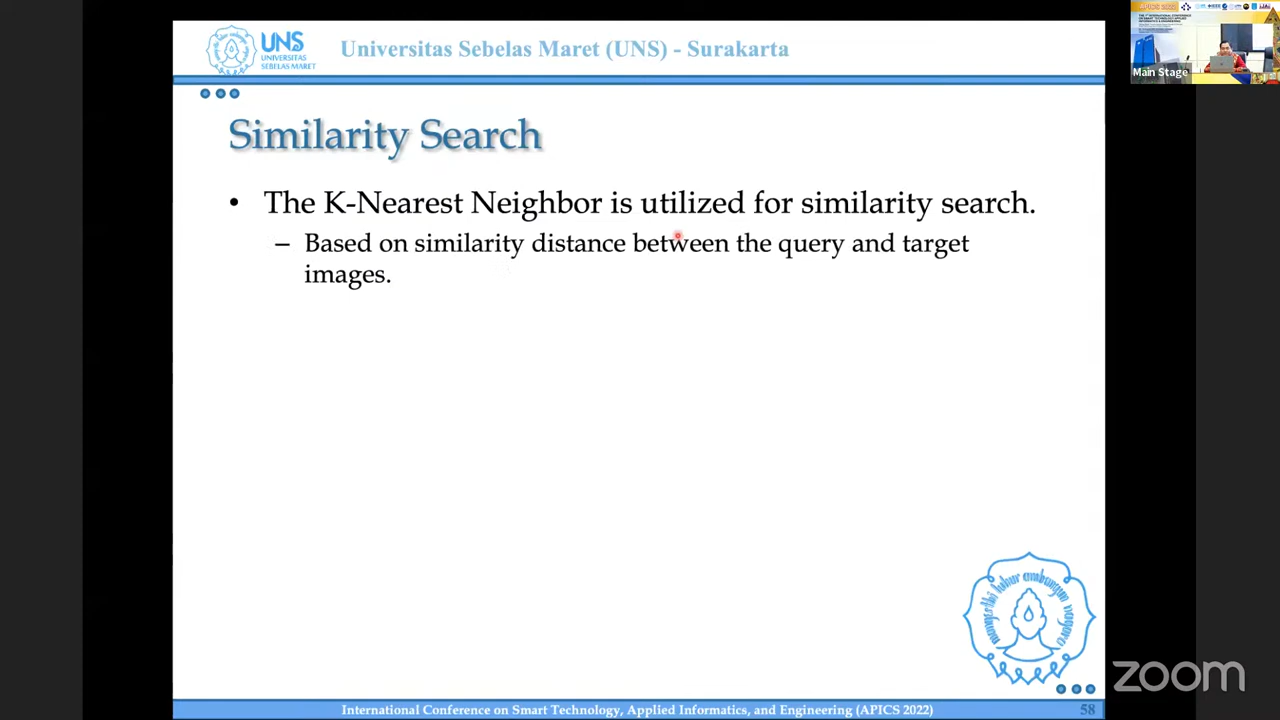 UNS
UNIVERSITAS
SEBELAS MARET
Universitas Sebelas Maret (UNS) - Surakarta
Similarity Search
• The K-Nearest Neighbor is utilized for similarity search.
– Based on similarity distance between the query and target
images.
International Conference on Smart Technology, Applied Informatics, and Engineering (APICS 2022)
58
APICS 2022
Main Stage
zoom